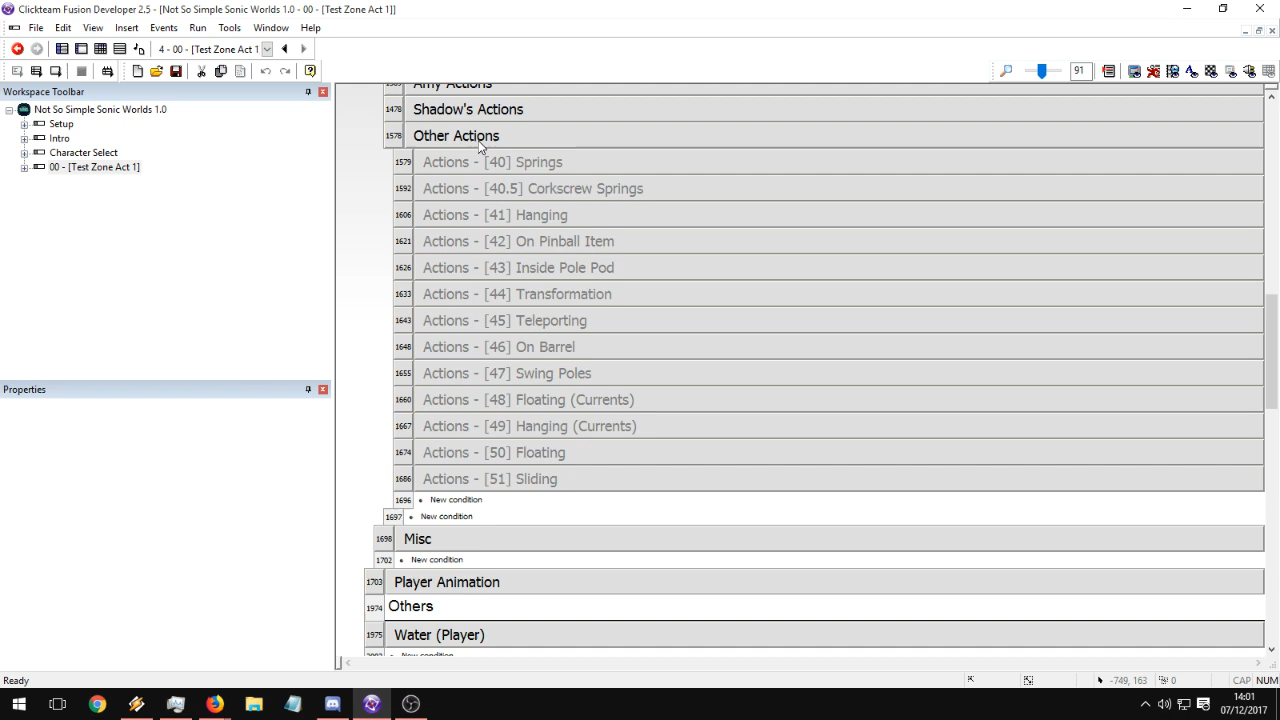 Clickteam Fusion Developer 2.5 - [Not So Simple Sonic Worlds 1.0 - 00 - [Test Zone Act 1]]
File Edit View Insert Events Run Tools Window Help
4 - 00 - [Test Zone Act 1
91
Workspace Toolbar
Not So Simple Sonic Worlds 1.0
Setup
Intro
Character Select
00 - [Test Zone Act 1]
Properties
Amy Actions
1478 Shadow's Actions
1578 Other Actions
1579 Actions - [40] Springs
1592 Actions - [40.5] Corkscrew Springs
1606 Actions - [41] Hanging
1621 Actions - [42] On Pinball Item
1626 Actions - [43] Inside Pole Pod
1633 Actions - [44] Transformation
1643 Actions - [45] Teleporting
1648 Actions - [46] On Barrel
1655 Actions - [47] Swing Poles
1660 Actions - [48] Floating (Currents)
1667 Actions - [49] Hanging (Currents)
1674 Actions - [50] Floating
1686 Actions - [51] Sliding
1696 • New condition
1697 • New condition
1698 Misc
1702 • New condition
1703 Player Animation
1974 Others
1975 Water (Player)
New condition
Ready
-749, 163
0
CAP NUM
14:01
07/12/2017